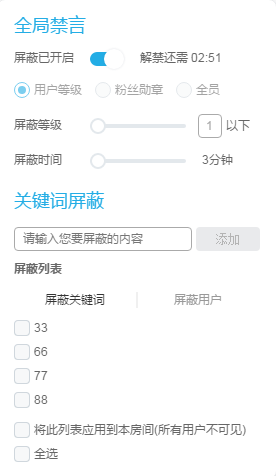 全局禁言
屏蔽已开启 解禁还需 02:51
用户等级 粉丝勋章 全员
屏蔽等级 1 以下
屏蔽时间 3分钟
关键词屏蔽
请输入您要屏蔽的内容 添加
屏蔽列表
屏蔽关键词 屏蔽用户
33
66
77
88
将此列表应用到本房间(所有用户不可见)
全选